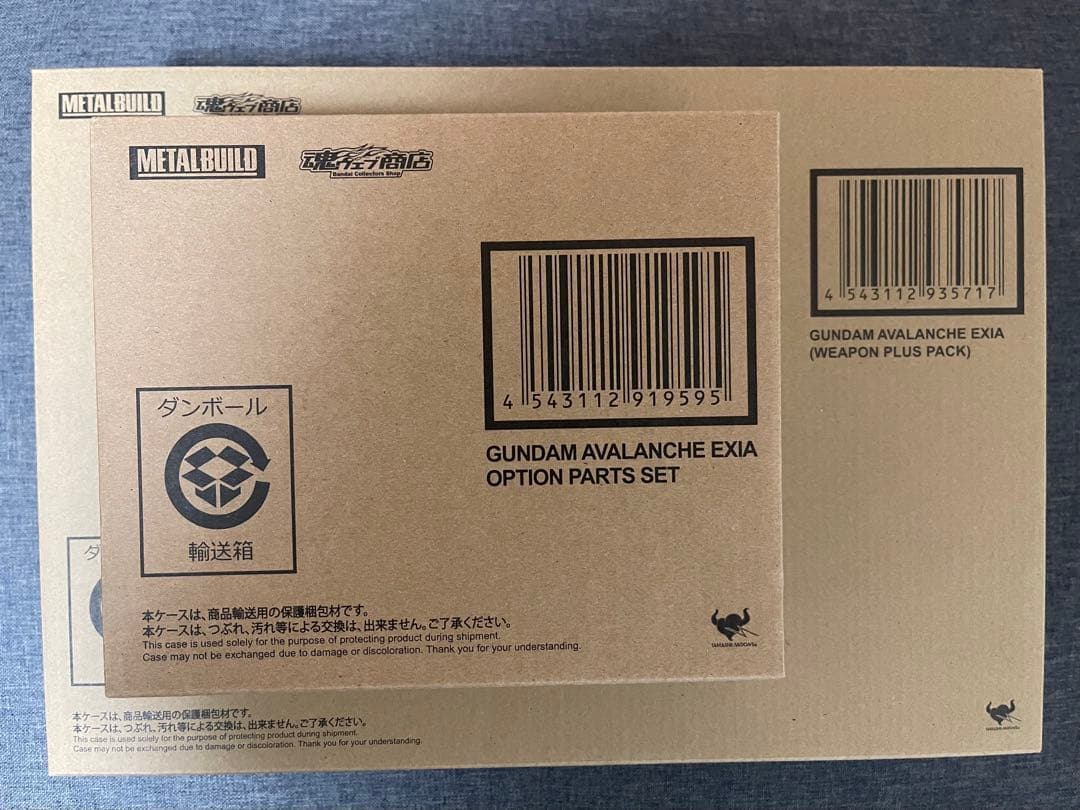 METALBUILD
魂ウェブ商店
METALBUILD
魂ウェブ商店
Bandai Collectors Shop
4 543112 919595
GUNDAM AVALANCHE EXIA
OPTION PARTS SET
4 543112 935717
GUNDAM AVALANCHE EXIA
(WEAPON PLUS PACK)
ダンボール
輸送箱
ダ
本ケースは、商品輸送用の保護梱包材です。
本ケースは、つぶれ、汚れ等による交換は、出来ません。ご了承ください。
This case is used solely for the purpose of protecting product during shipment.
Case may not be exchanged due to damage or discoloration. Thank you for your understanding.
TAMASHII NATIONS
本ケースは、商品輸送用の保護梱包材です。
本ケースは、つぶれ、汚れ等による交換は、出来ません。ご了承ください。
This case is used solely for the purpose of protecting product during shipment.
Case may not be exchanged due to damage or discoloration. Thank you for your understanding.
TAMASHII NATIONS